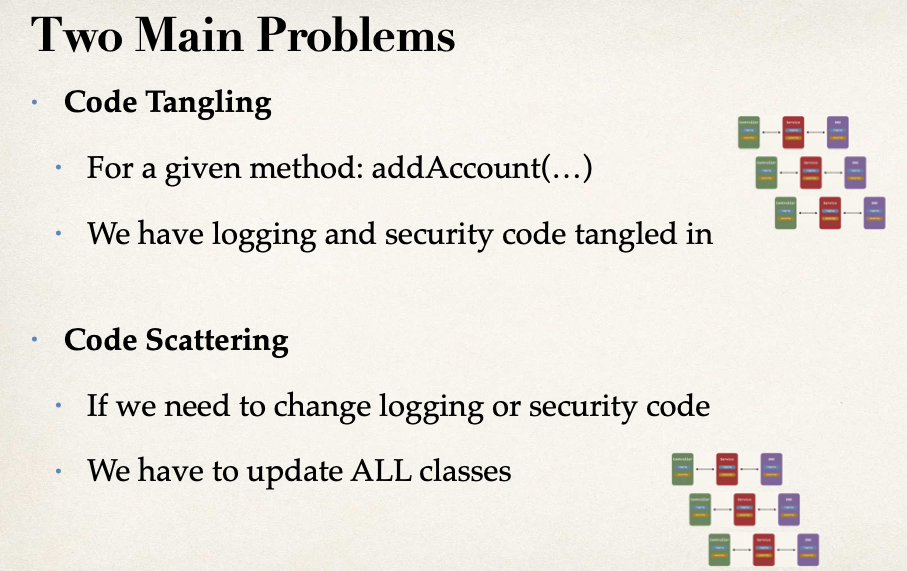 Two Main Problems
Code Tangling
For a given method: addAccount(…)
We have logging and security code tangled in
Code Scattering
If we need to change logging or security code
We have to update ALL classes